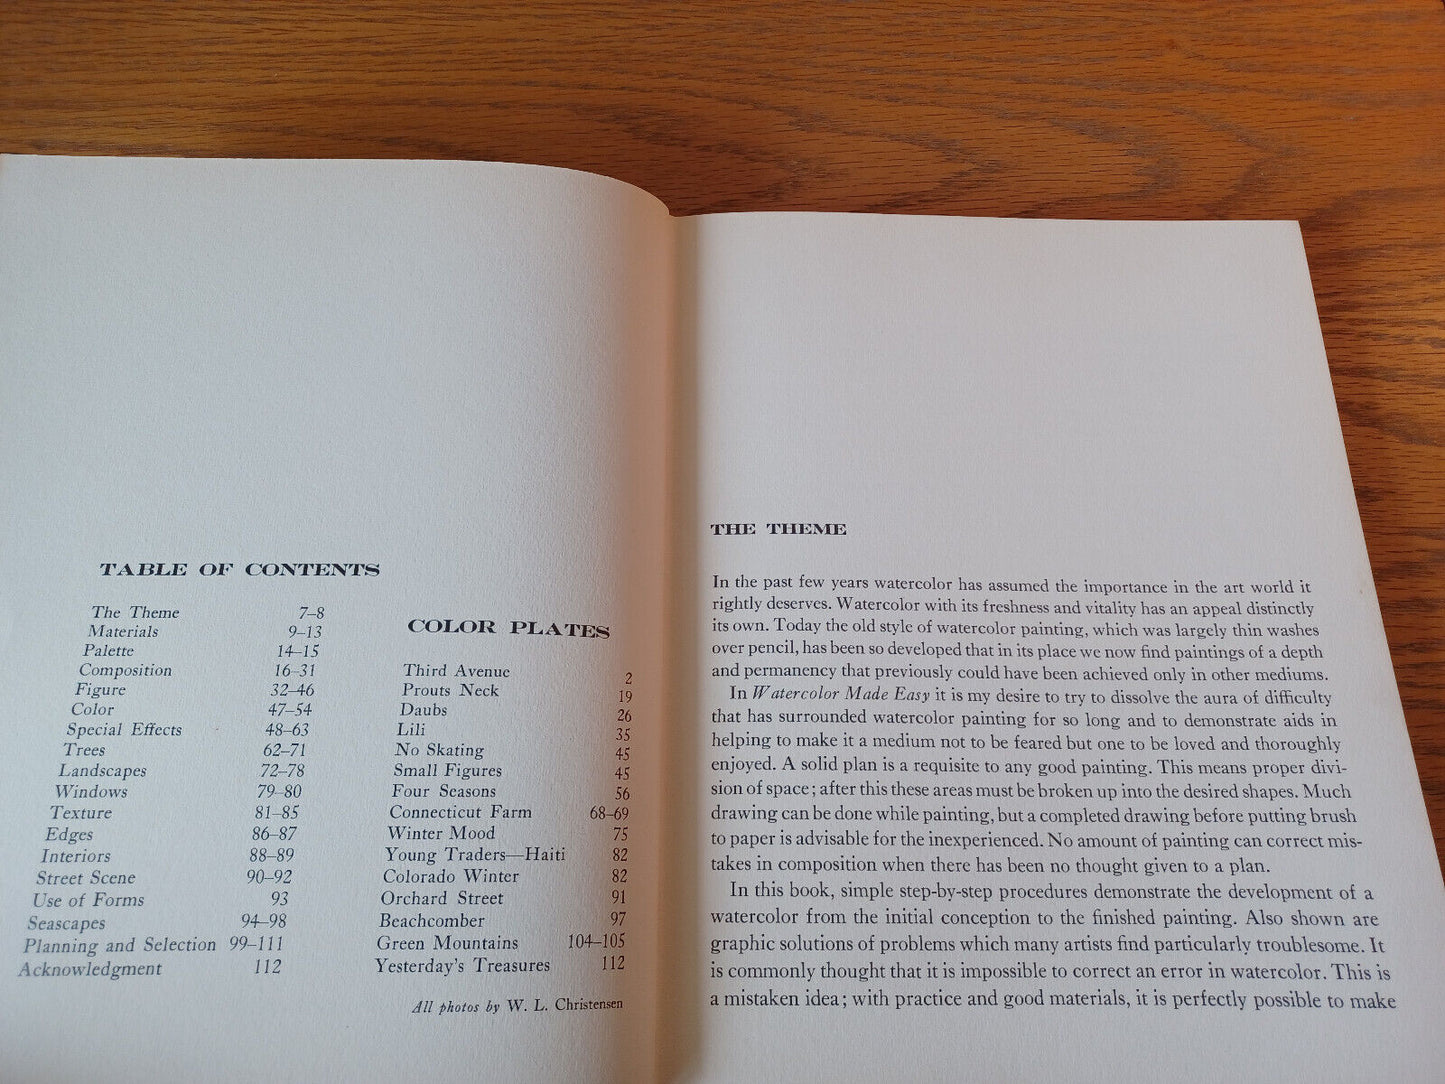 TABLE OF CONTENTS
The Theme 7–8
Materials 9–13
Palette 14–15
Composition 16–31
Figure 32–46
Color 47–54
Special Effects 48–63
Trees 62–71
Landscapes 72–78
Windows 79–80
Texture 81–85
Edges 86–87
Interiors 88–89
Street Scene 90–92
Use of Forms 93
Seascapes 94–98
Planning and Selection 99–111
Acknowledgment 112
COLOR PLATES
Third Avenue 2
Prouts Neck 19
Daubs 26
Lili 35
No Skating 45
Small Figures 45
Four Seasons 56
Connecticut Farm 68–69
Winter Mood 75
Young Traders—Haiti 82
Colorado Winter 82
Orchard Street 91
Beachcomber 97
Green Mountains 104–105
Yesterday's Treasures 112
All photos by W. L. Christensen
THE THEME
In the past few years watercolor has assumed the importance in the art world it
rightly deserves. Watercolor with its freshness and vitality has an appeal distinctly
its own. Today the old style of watercolor painting, which was largely thin washes
over pencil, has been so developed that in its place we now find paintings of a depth
and permanency that previously could have been achieved only in other mediums.
In Watercolor Made Easy it is my desire to try to dissolve the aura of difficulty
that has surrounded watercolor painting for so long and to demonstrate aids in
helping to make it a medium not to be feared but one to be loved and thoroughly
enjoyed. A solid plan is a requisite to any good painting. This means proper divi-
sion of space; after this these areas must be broken up into the desired shapes. Much
drawing can be done while painting, but a completed drawing before putting brush
to paper is advisable for the inexperienced. No amount of painting can correct mis-
takes in composition when there has been no thought given to a plan.
In this book, simple step-by-step procedures demonstrate the development of a
watercolor from the initial conception to the finished painting. Also shown are
graphic solutions of problems which many artists find particularly troublesome. It
is commonly thought that it is impossible to correct an error in watercolor. This is
a mistaken idea; with practice and good materials, it is perfectly possible to make